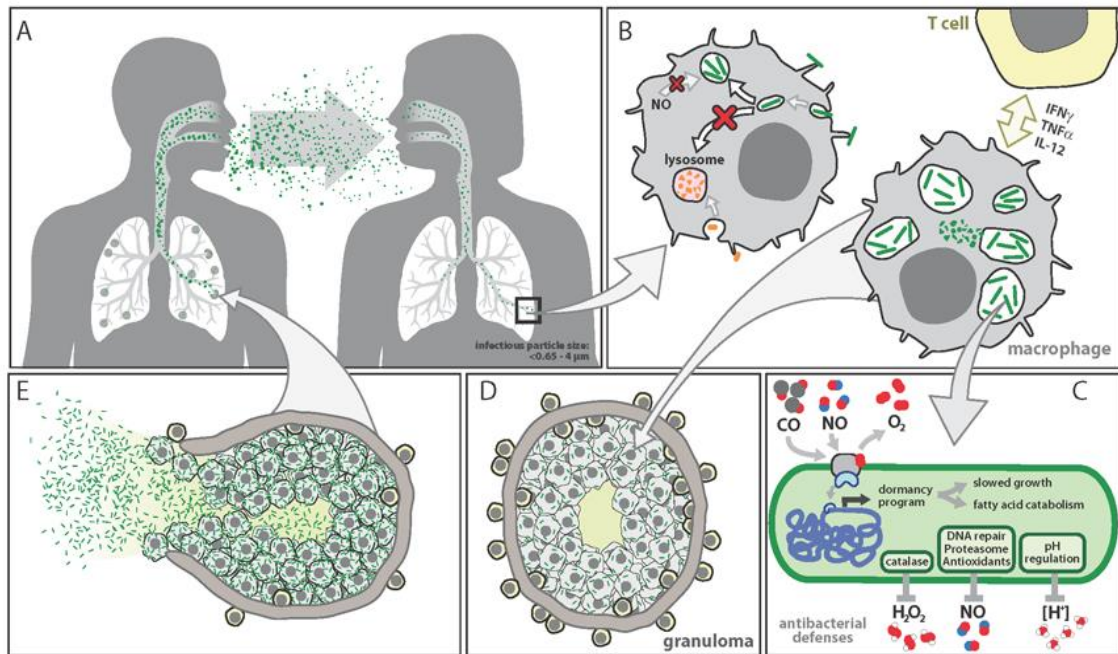 A
infectious particle size:
<0.65 - 4 μm
B
T cell
NO
lysosome
IFNγ
TNFα
IL-12
macrophage
E
D
granuloma
C
CO
NO
O₂
dormancy
program
slowed growth
fatty acid catabolism
catalase
DNA repair
Proteasome
Antioxidants
pH
regulation
antibacterial
defenses
H₂O₂
NO
[H⁺]